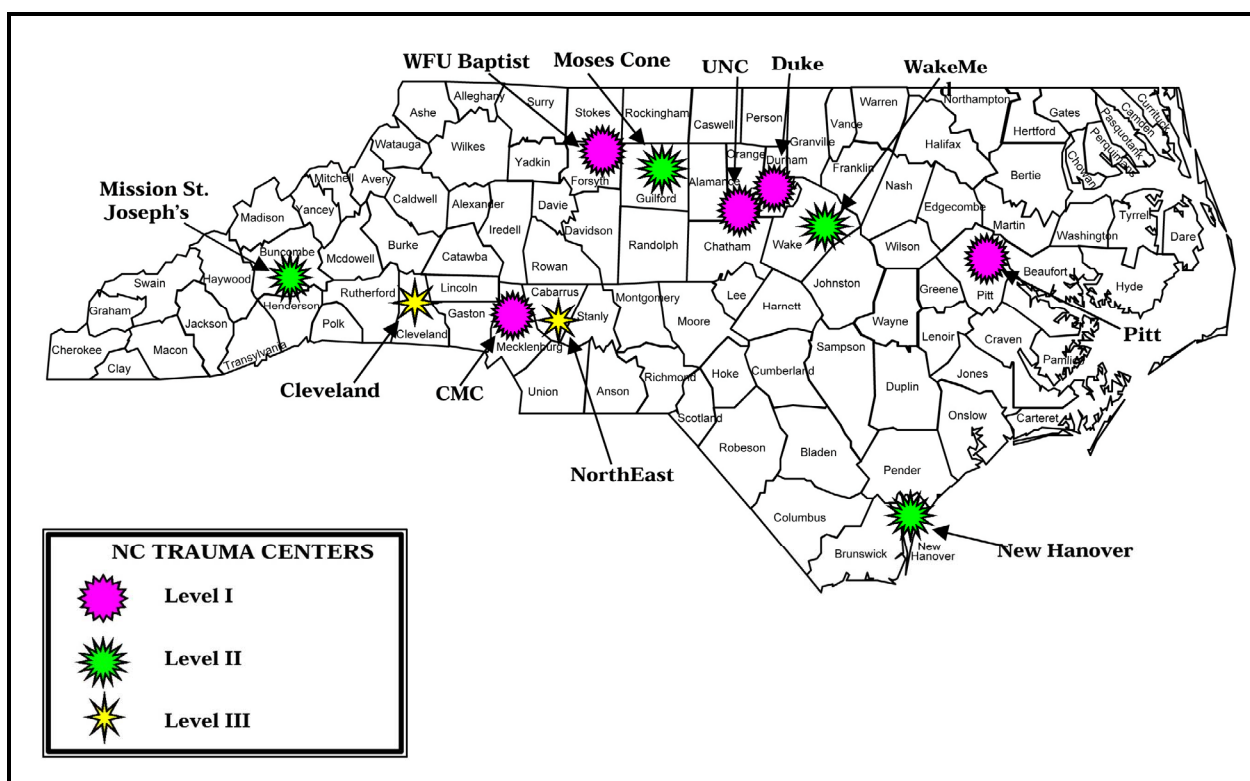 WFU Baptist
Moses Cone
UNC
Duke
WakeMe
d
Mission St.
Joseph's
Cleveland
CMC
NorthEast
Pitt
New Hanover
Alleghany
Ashe
Surry
Stokes
Rockingham
Caswell
Person
Granville
Vance
Warren
Northampton
Gates
Hertford
Currituck
Camden
Pasquotank
Perquimans
Chowan
Halifax
Bertie
Watauga
Wilkes
Yadkin
Forsyth
Guilford
Alamance
Orange
Durham
Franklin
Nash
Edgecombe
Martin
Washington
Tyrrell
Dare
Mitchell
Avery
Caldwell
Alexander
Iredell
Davie
Davidson
Randolph
Chatham
Wake
Wilson
Madison
Yancey
Buncombe
Mcdowell
Burke
Catawba
Rowan
Johnston
Greene
Pitt
Beaufort
Hyde
Swain
Haywood
Henderson
Rutherford
Lincoln
Gaston
Cleveland
Cabarrus
Stanly
Montgomery
Moore
Lee
Harnett
Wayne
Lenoir
Craven
Pamlico
Graham
Jackson
Polk
Mecklenburg
Cherokee
Macon
Clay
Transylvania
Union
Anson
Richmond
Scotland
Hoke
Cumberland
Sampson
Duplin
Jones
Onslow
Carteret
Robeson
Bladen
Pender
Columbus
Brunswick
New
Hanover
NC TRAUMA CENTERS
Level I
Level II
Level III